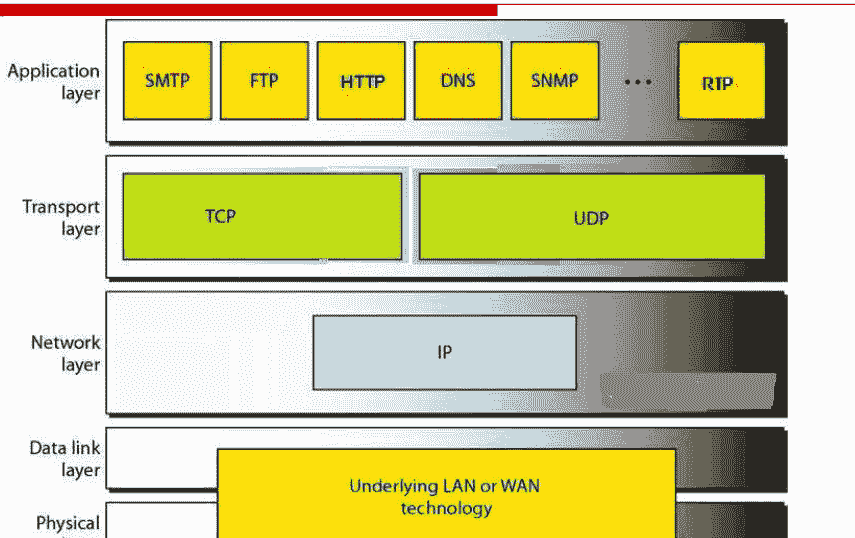 Application
layer
SMTP FTP HTTP DNS SNMP ... RTP
Transport
layer
TCP UDP
Network
layer
IP
Data link
layer
Underlying LAN or WAN
technology
Physical